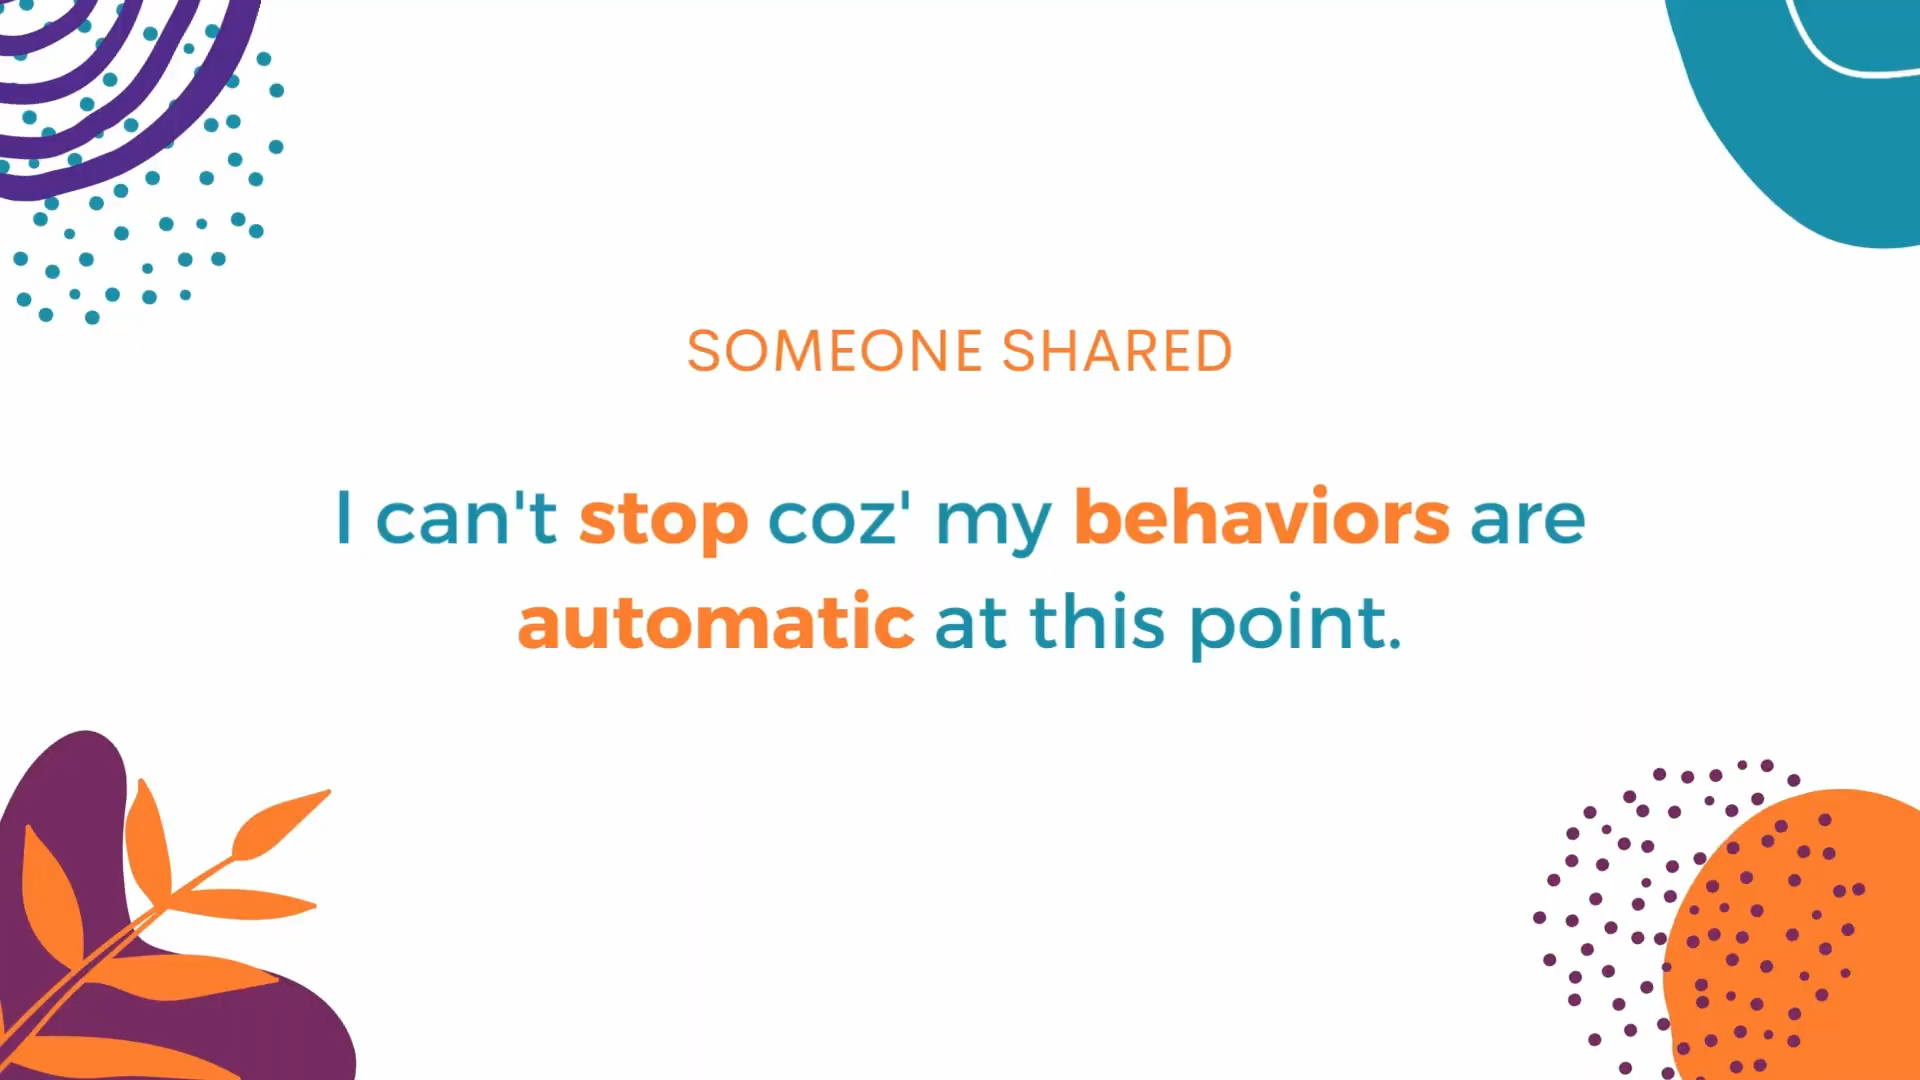 SOMEONE SHARED
I can't stop coz' my behaviors are
automatic at this point.